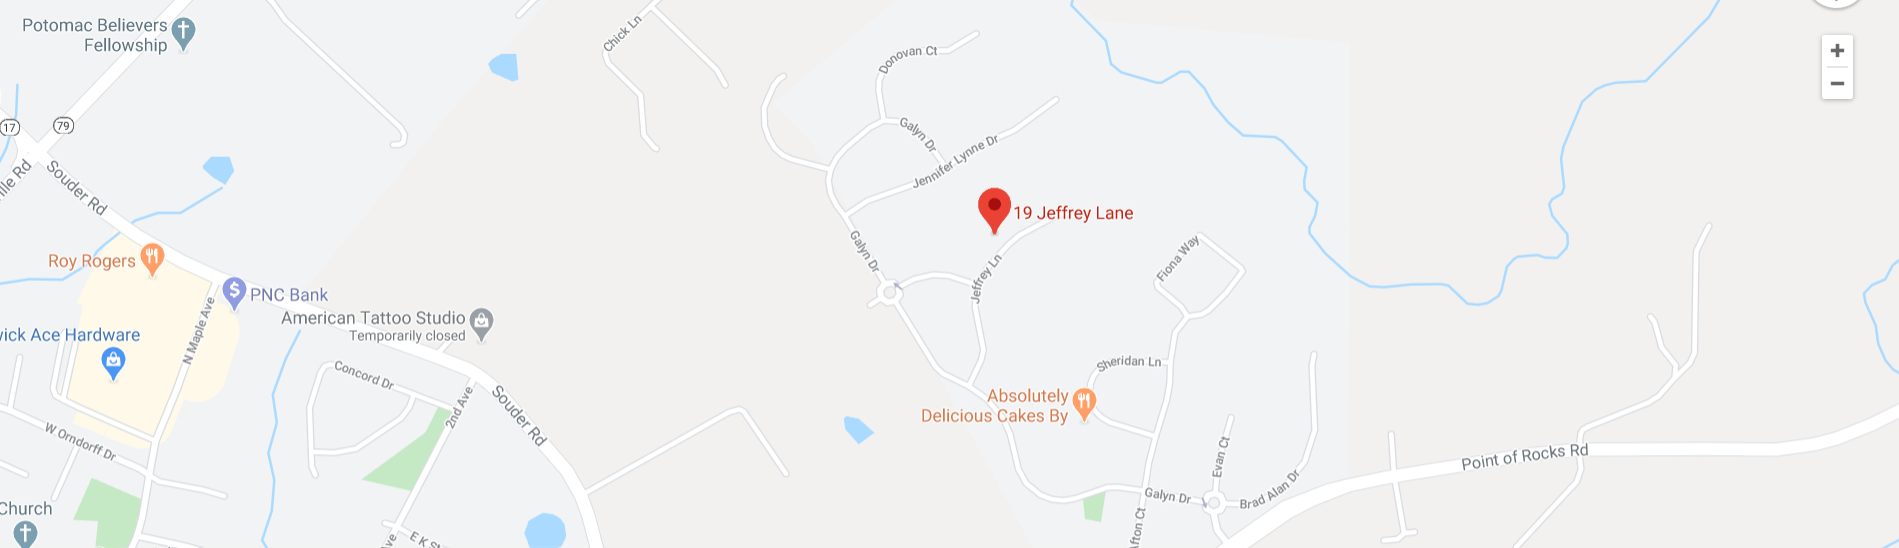 Potomac Believers
Fellowship
17
79
Souder Rd
Roy Rogers
PNC Bank
N Maple Ave
American Tattoo Studio
Temporarily closed
Ace Hardware
Concord Dr
2nd Ave
Souder Rd
W Orndorff Dr
Church
E K
Chick Ln
Donovan Ct
Galyn Dr
Jennifer Lynne Dr
19 Jeffrey Lane
Galyn Dr
Jeffrey Ln
Fiona Way
Sheridan Ln
Absolutely
Delicious Cakes By
Evan Ct
Point of Rocks Rd
Galyn Dr
Brad Alan Dr
Afton Ct
+
−